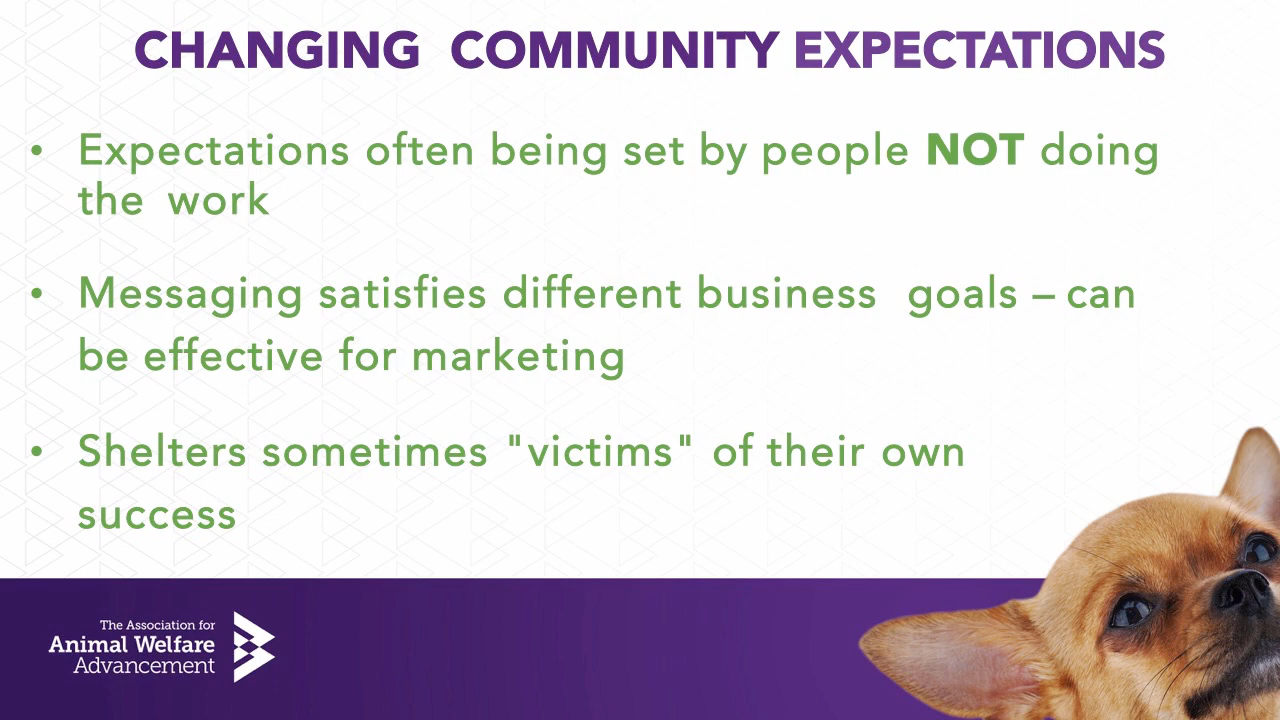 CHANGING COMMUNITY EXPECTATIONS
• Expectations often being set by people NOT doing
the work
• Messaging satisfies different business goals – can
be effective for marketing
• Shelters sometimes "victims" of their own
success
The Association for
Animal Welfare
Advancement